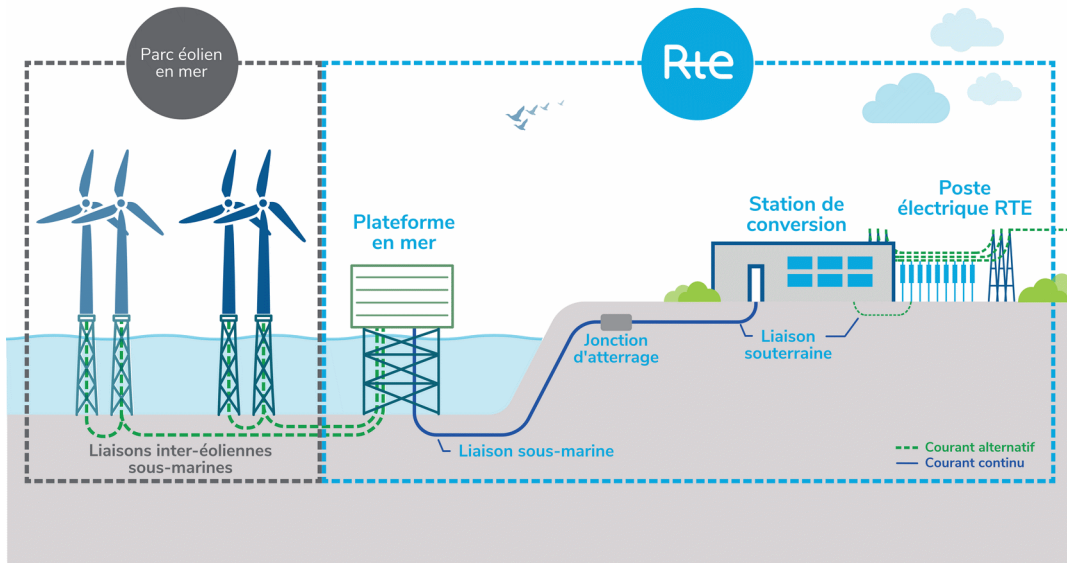 Parc éolien
en mer
Rte
Plateforme
en mer
Station de
conversion
Poste
électrique RTE
Jonction
d'atterrage
Liaison
souterraine
Liaisons inter-éoliennes
sous-marines
Liaison sous-marine
Courant alternatif
Courant continu